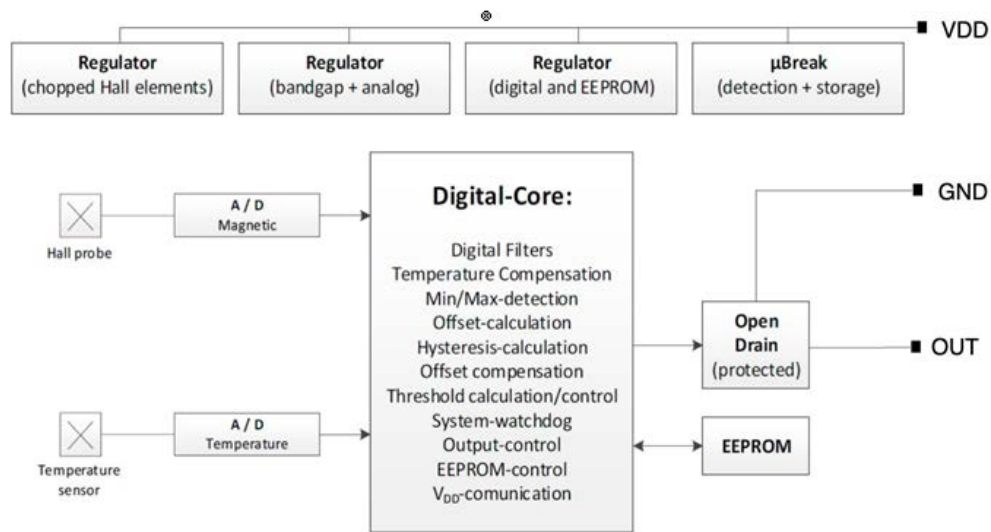 VDD
Regulator
(chopped Hall elements)
Regulator
(bandgap + analog)
Regulator
(digital and EEPROM)
µBreak
(detection + storage)
Hall probe
A / D
Magnetic
Digital-Core:
Digital Filters
Temperature Compensation
Min/Max-detection
Offset-calculation
Hysteresis-calculation
Offset compensation
Threshold calculation/control
System-watchdog
Output-control
EEPROM-control
VDD-comunication
GND
Open
Drain
(protected)
OUT
Temperature
sensor
A / D
Temperature
EEPROM